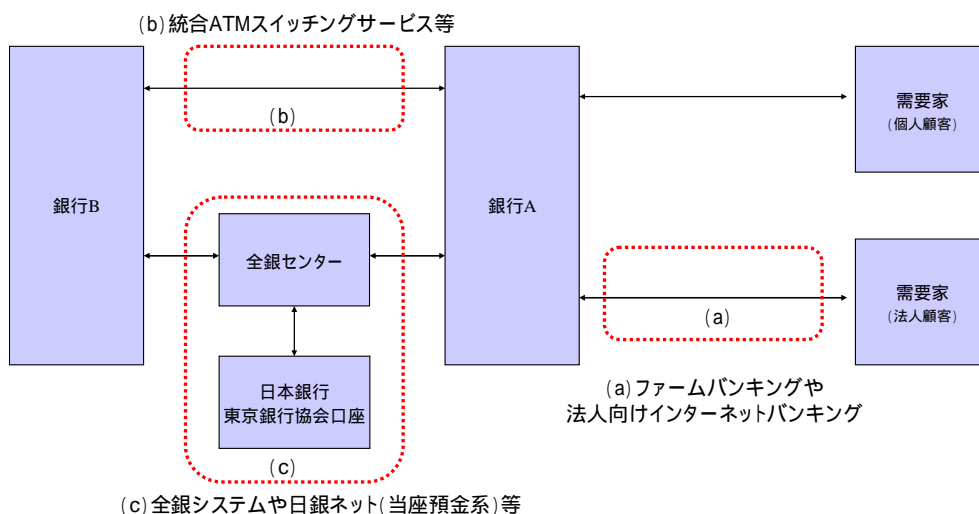 (b)統合ATMスイッチングサービス等
(b)
銀行B
銀行A
需要家
(個人顧客)
全銀センター
日本銀行
東京銀行協会口座
(c)
(a)
需要家
(法人顧客)
(a)ファームバンキングや
法人向けインターネットバンキング
(c)全銀システムや日銀ネット(当座預金系)等